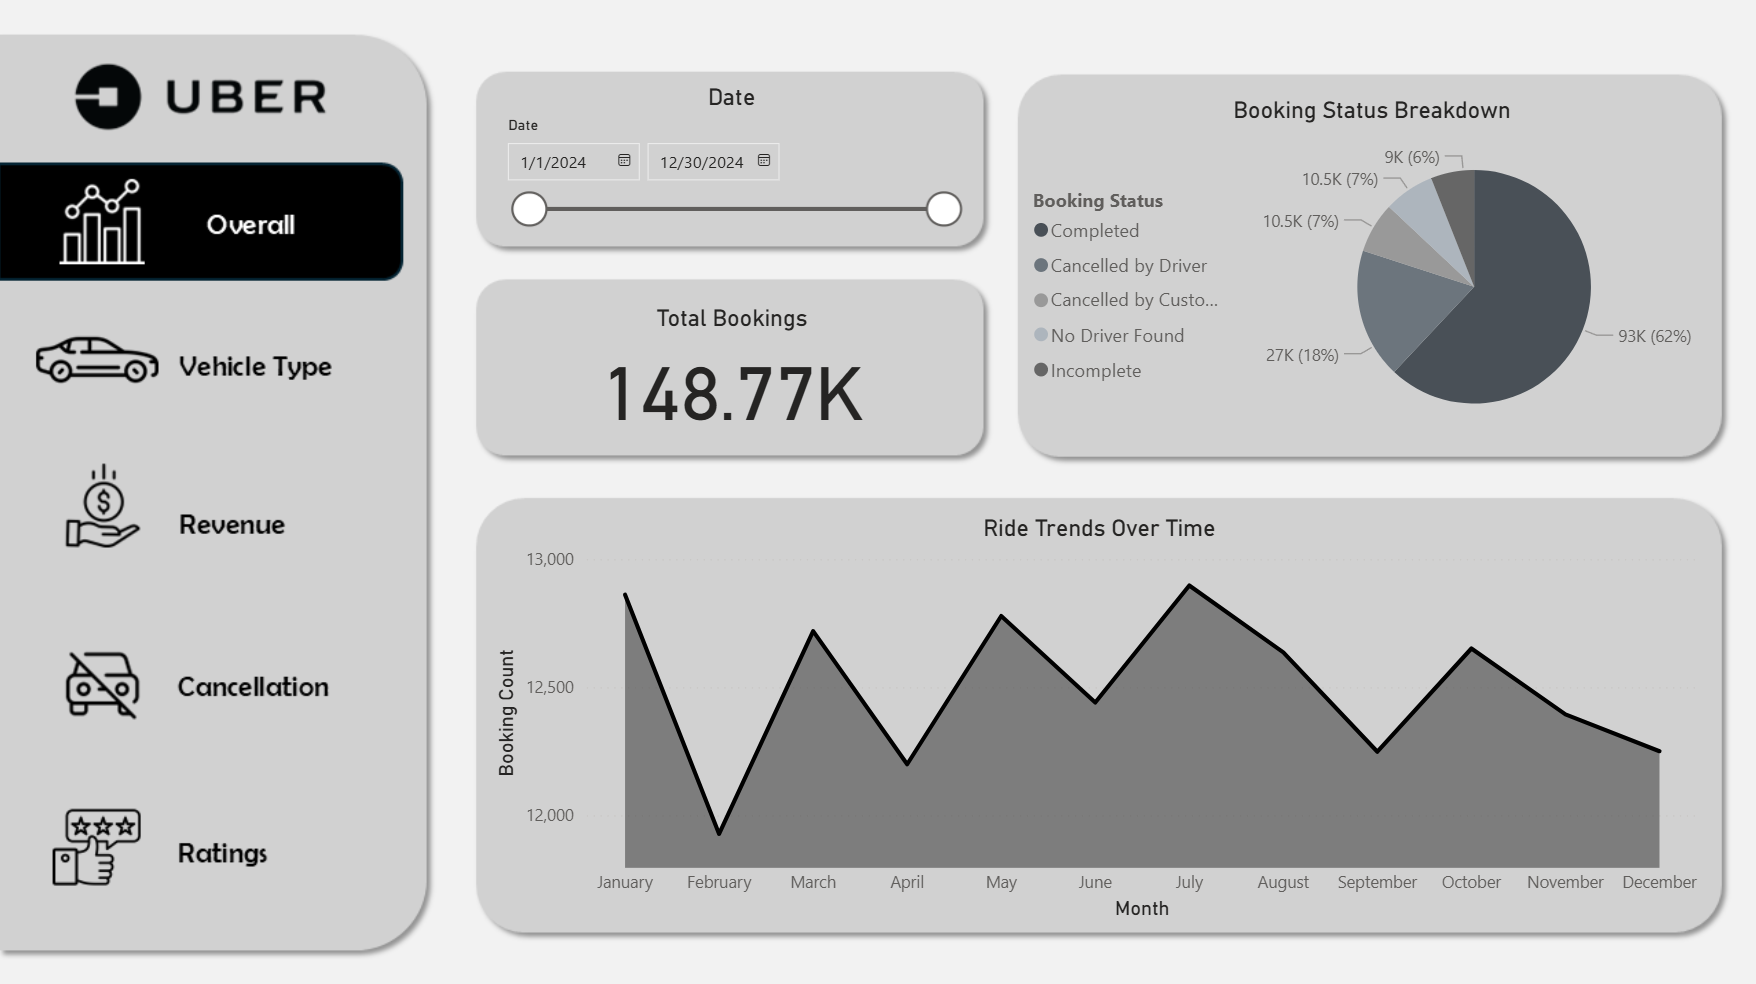 UBER
Overall
Vehicle Type
Revenue
Cancellation
Ratings
Date
Date
1/1/2024
12/30/2024
Total Bookings
148.77K
Booking Status Breakdown
Booking Status
Completed
Cancelled by Driver
Cancelled by Custo...
No Driver Found
Incomplete
9K (6%)
10.5K (7%)
10.5K (7%)
27K (18%)
93K (62%)
Ride Trends Over Time
Booking Count
13,000
12,500
12,000
January February March April May June July August September October November December
Month